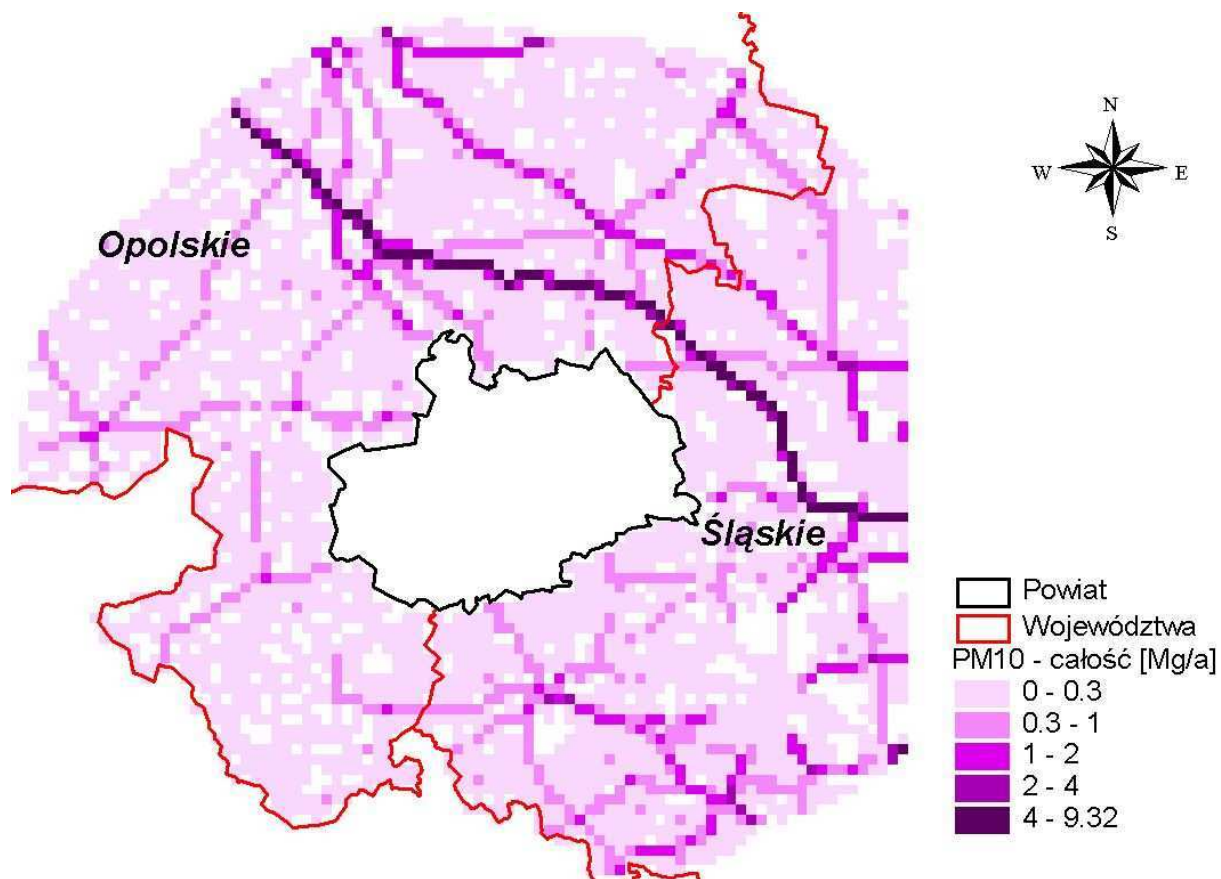 N
W E
S
Opolskie
Śląskie
Powiat
Województwa
PM10 - całość [Mg/a]
0 - 0.3
0.3 - 1
1 - 2
2 - 4
4 - 9.32